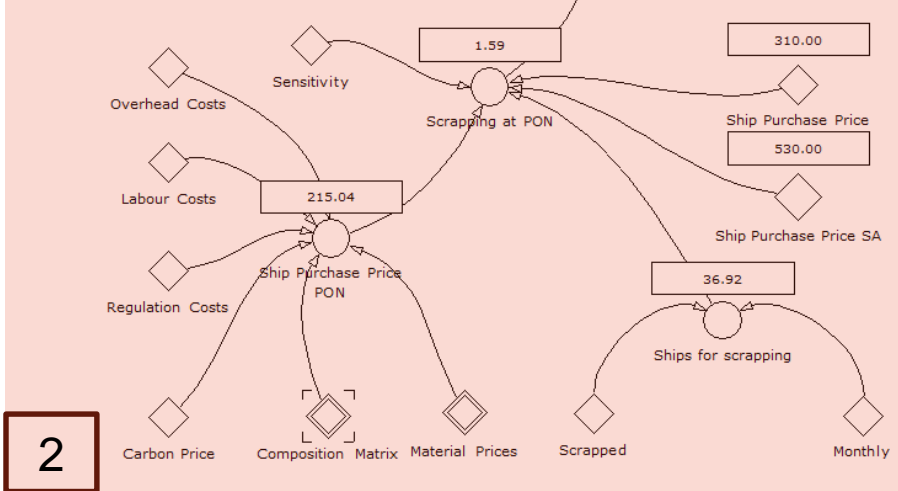 1.59
310.00
Sensitivity
Overhead Costs
Scrapping at PON
Ship Purchase Price
530.00
Labour Costs
215.04
Ship Purchase Price SA
Ship Purchase Price
PON
36.92
Regulation Costs
Ships for scrapping
2
Carbon Price
Composition Matrix
Material Prices
Scrapped
Monthly